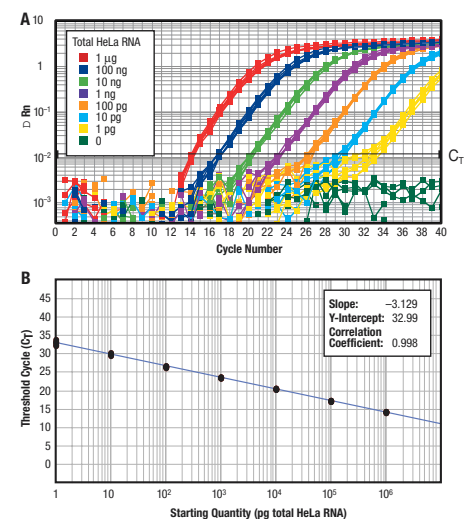 A
10
1
10⁻¹
10⁻²
10⁻³
D Rn
Total HeLa RNA
1 µg
100 ng
10 ng
1 ng
100 pg
10 pg
1 pg
0
CT
0 2 4 6 8 10 12 14 16 18 20 22 24 26 28 30 32 34 36 38 40
Cycle Number
B
45
40
35
30
25
20
15
10
5
0
Threshold Cycle (CT)
Slope: –3.129
Y-Intercept: 32.99
Correlation
Coefficient: 0.998
1 10 10² 10³ 10⁴ 10⁵ 10⁶
Starting Quantity (pg total HeLa RNA)